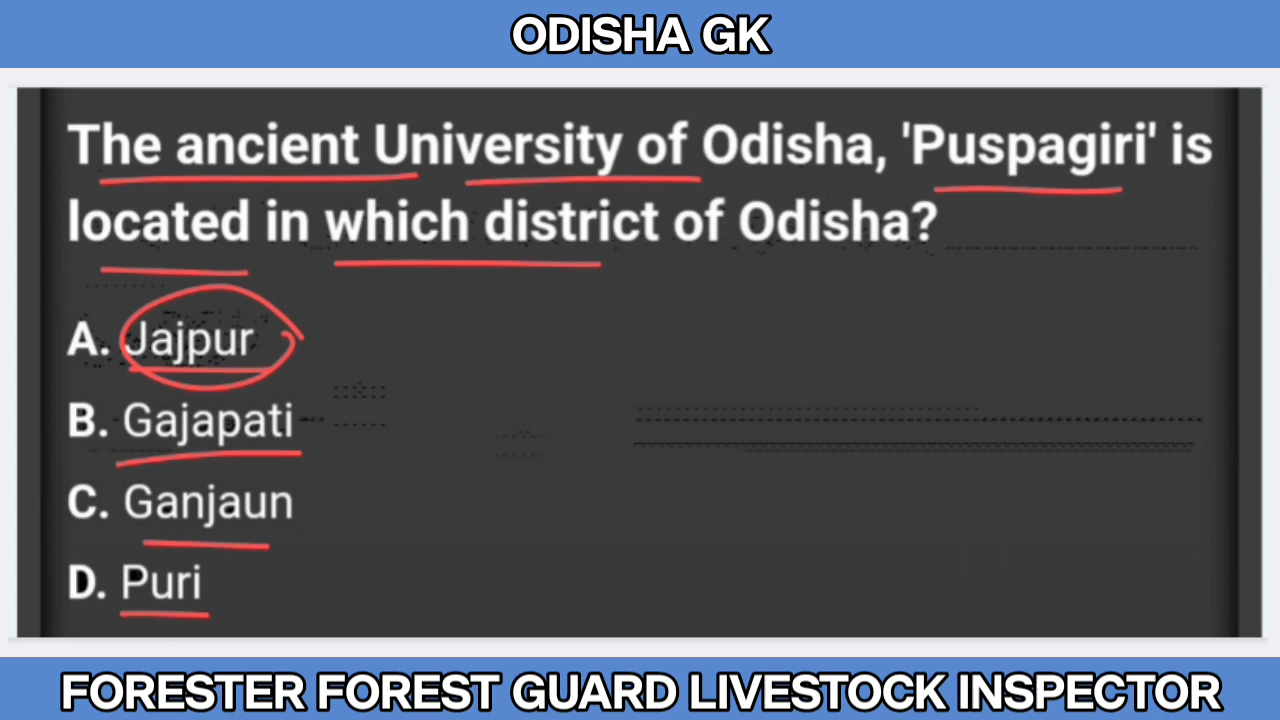 ODISHA GK
The ancient University of Odisha, 'Puspagiri' is
located in which district of Odisha?
A. Jajpur
B. Gajapati
C. Ganjaun
D. Puri
FORESTER FOREST GUARD LIVESTOCK INSPECTOR